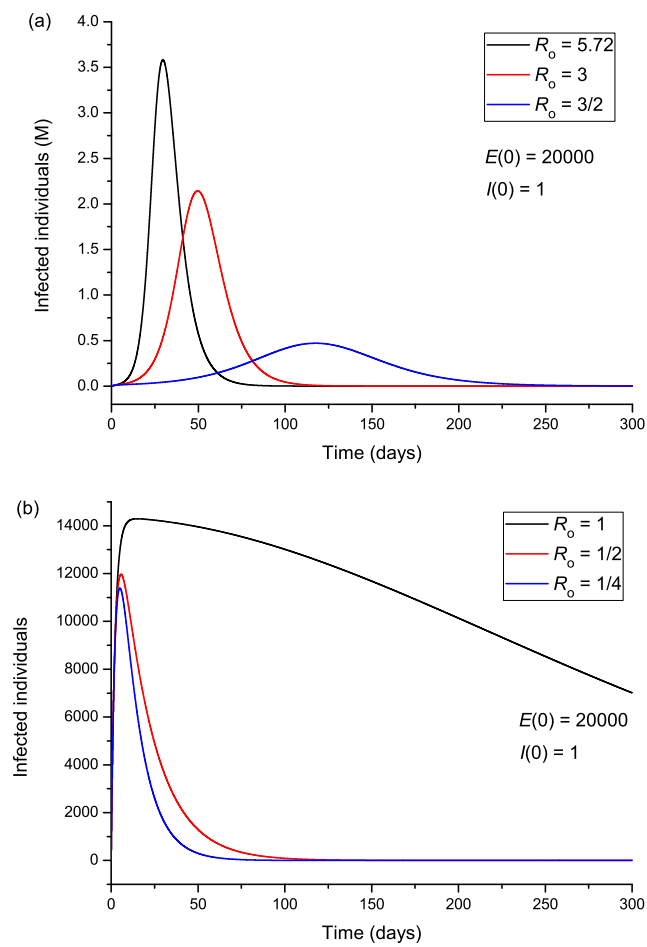 (a)
4.0
3.5
3.0
2.5
2.0
1.5
1.0
0.5
0.0
Infected individuals (M)
Ro = 5.72
Ro = 3
Ro = 3/2
E(0) = 20000
I(0) = 1
0 50 100 150 200 250 300
Time (days)
(b)
14000
12000
10000
8000
6000
4000
2000
0
Infected individuals
Ro = 1
Ro = 1/2
Ro = 1/4
E(0) = 20000
I(0) = 1
0 50 100 150 200 250 300
Time (days)